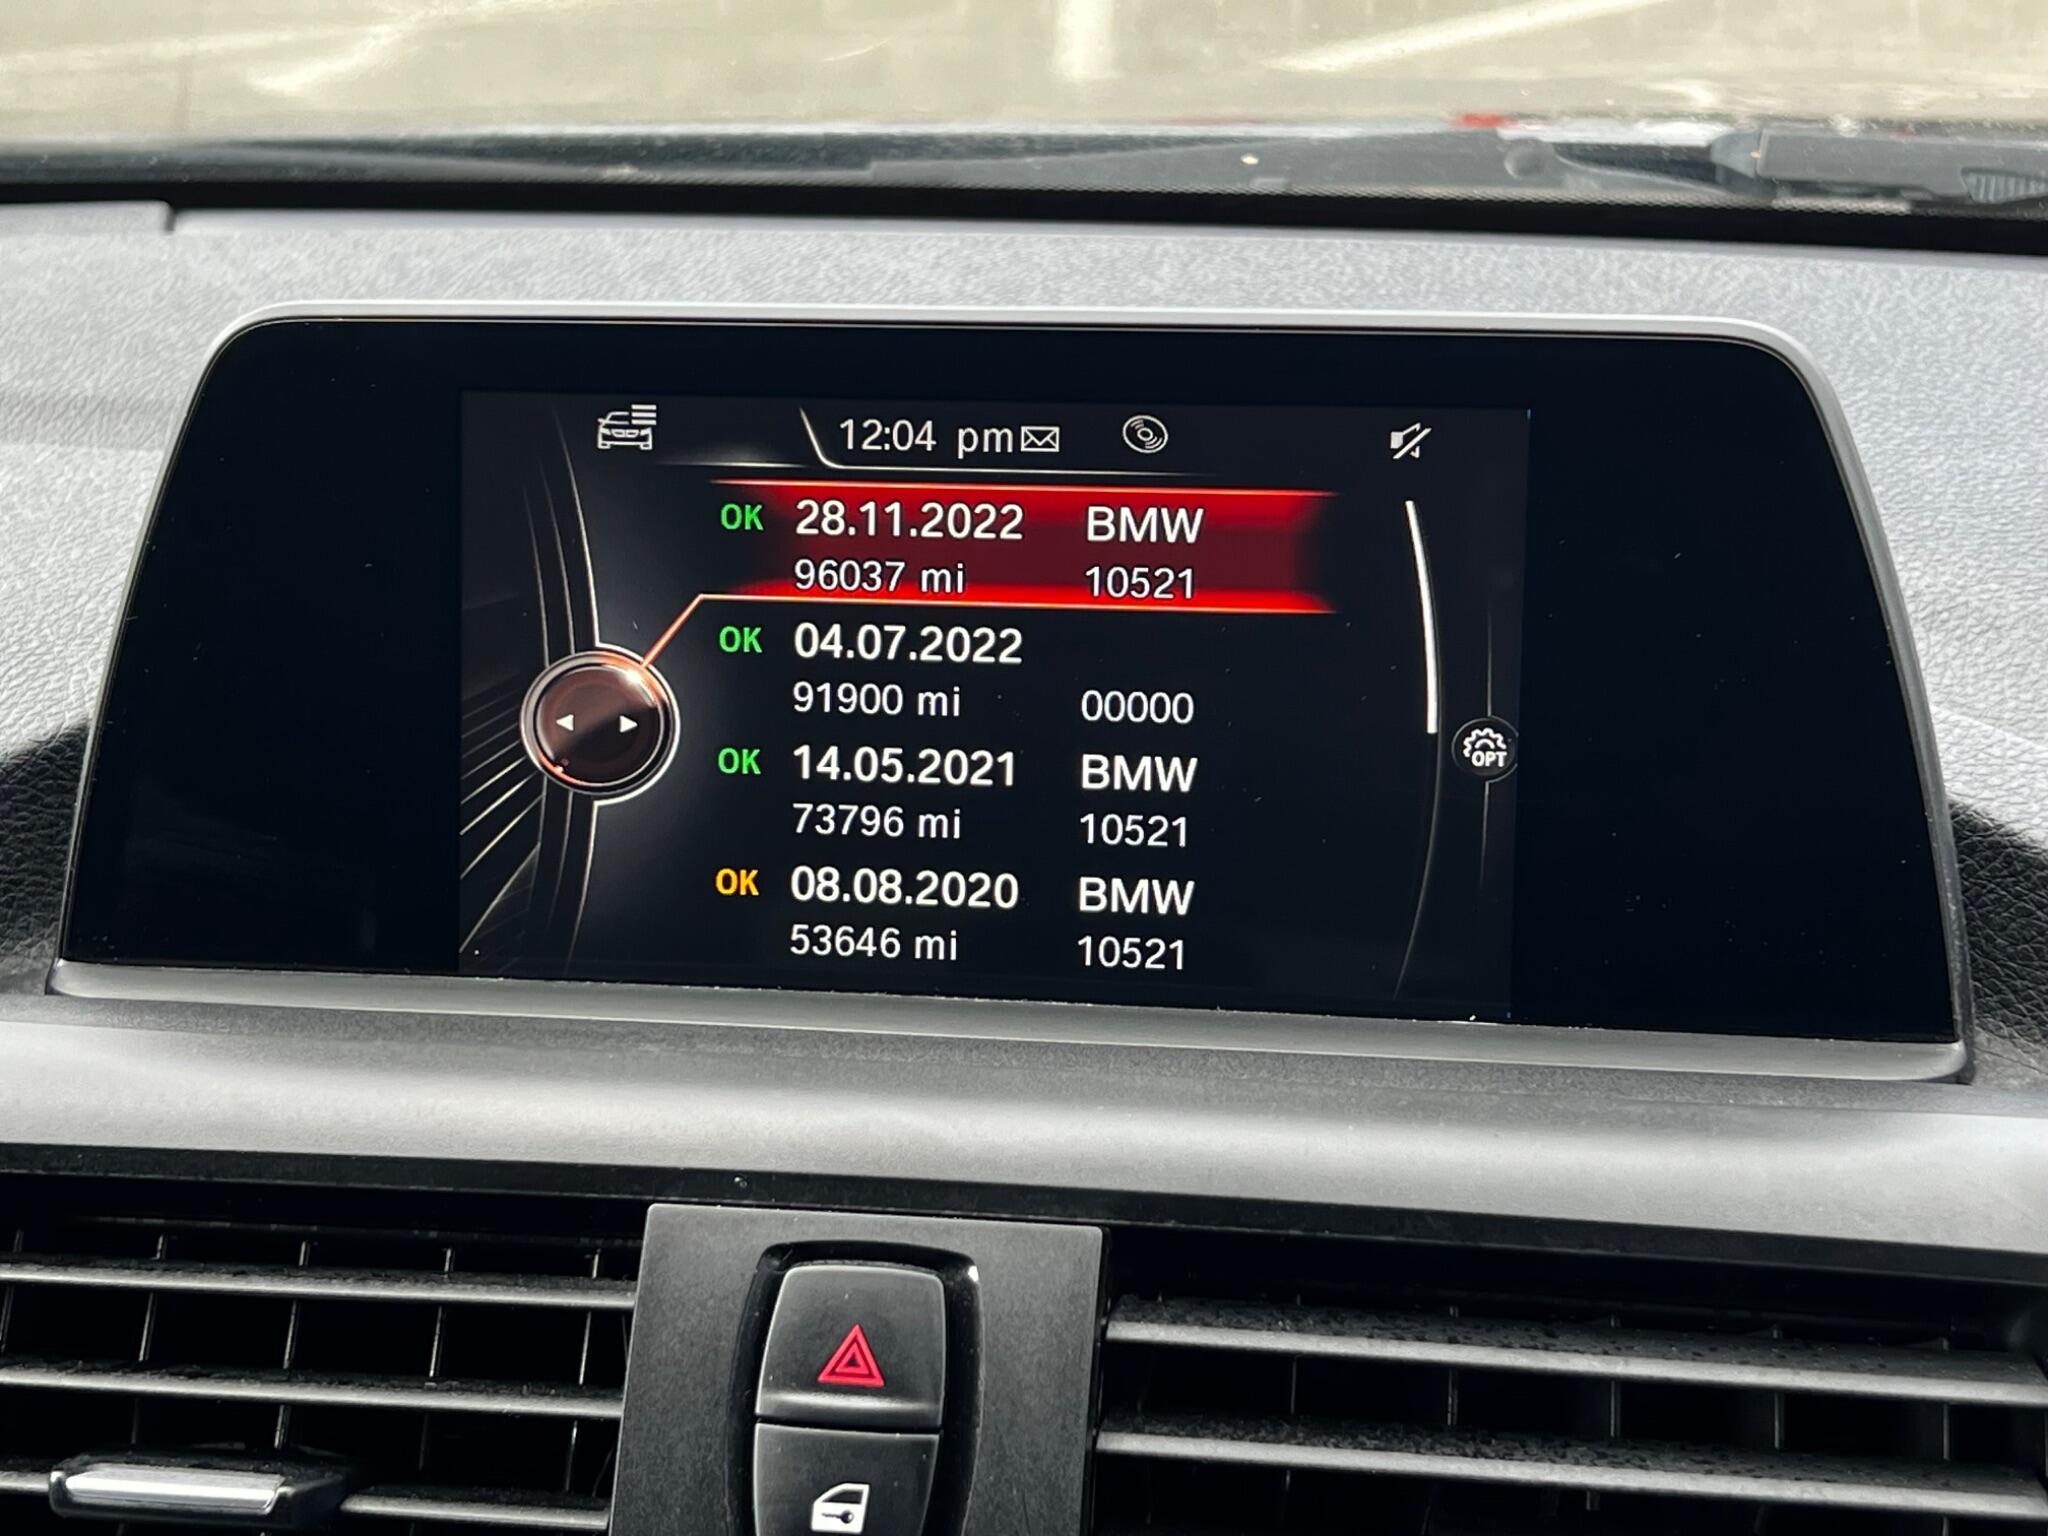 12:04 pm
OK 28.11.2022 BMW
96037 mi 10521
OK 04.07.2022
91900 mi 00000
OK 14.05.2021 BMW
73796 mi 10521
OPT
OK 08.08.2020 BMW
53646 mi 10521